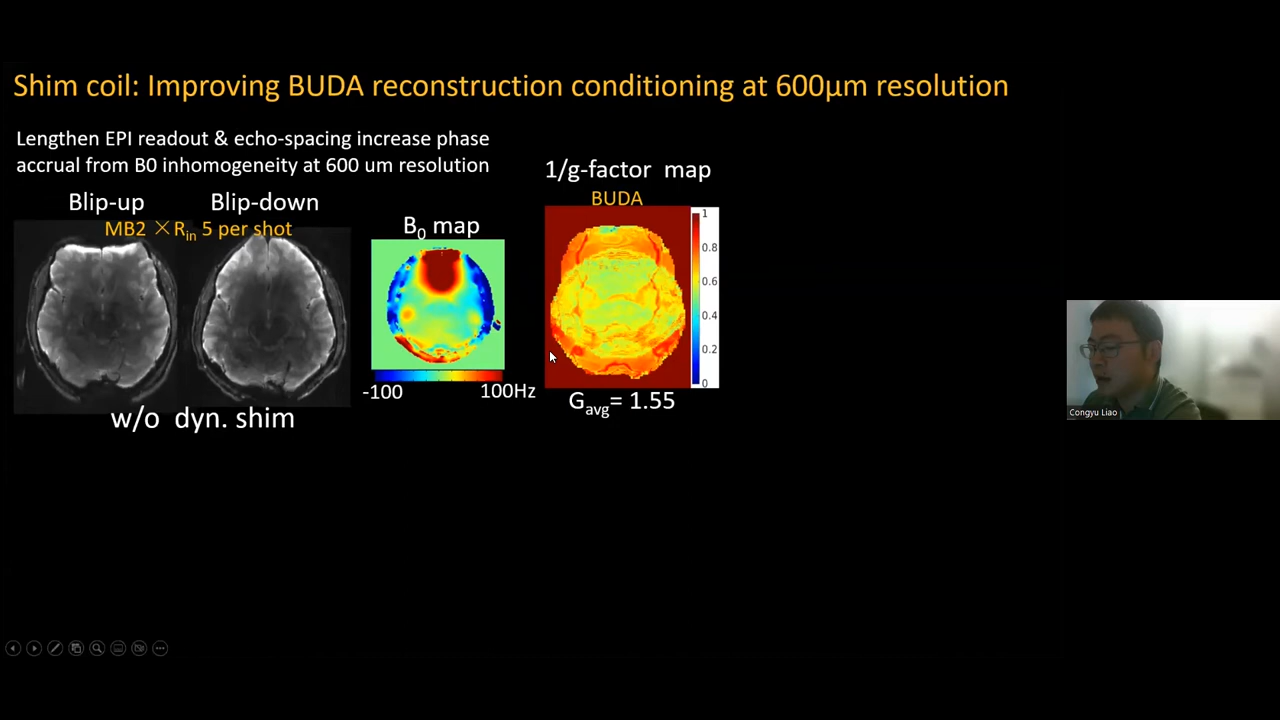 Shim coil: Improving BUDA reconstruction conditioning at 600μm resolution
Lengthen EPI readout & echo-spacing increase phase
accrual from B0 inhomogeneity at 600 um resolution
Blip-up
Blip-down
MB2 ×Rin 5 per shot
w/o dyn. shim
B0 map
-100
100Hz
1/g-factor map
BUDA
1
0.8
0.6
0.4
0.2
0
Gavg= 1.55
Congyu Liao